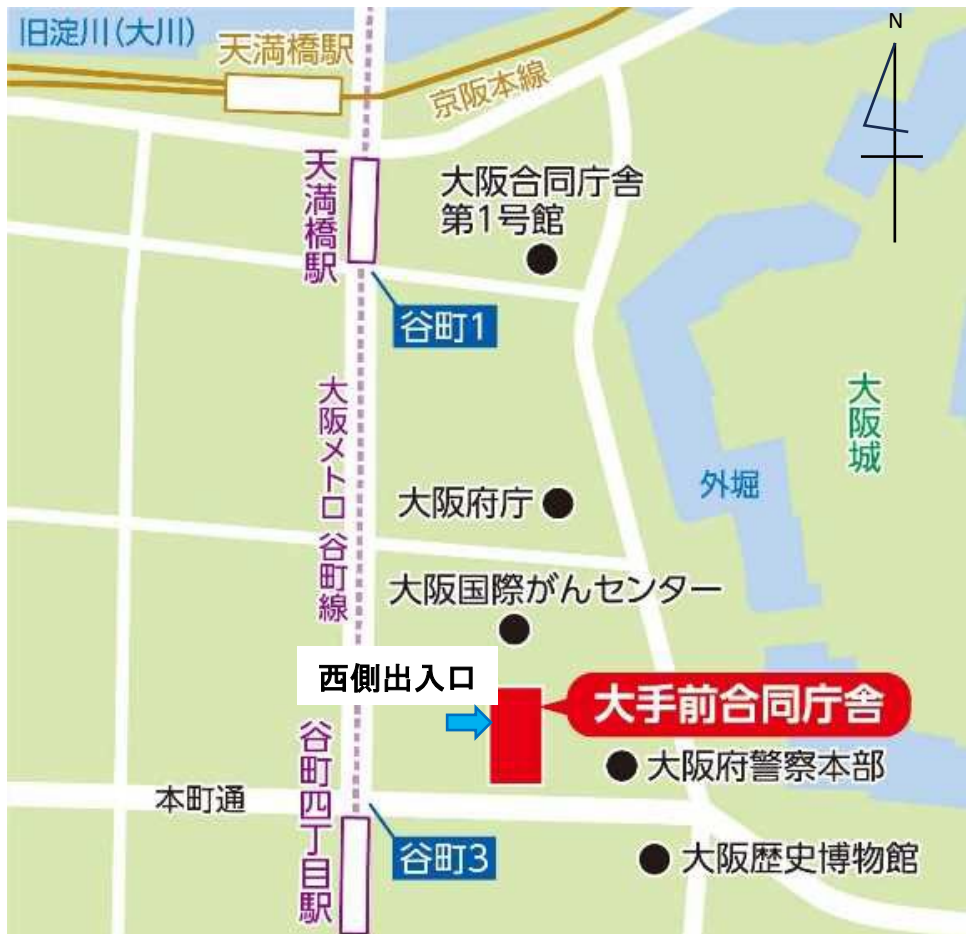 旧淀川(大川)
天満橋駅
N
京阪本線
天満橋駅
大阪合同庁舎
第1号館
谷町1
大阪メトロ 谷町線
大阪城
外堀
大阪府庁
大阪国際がんセンター
西側出入口
大手前合同庁舎
谷町四丁目駅
大阪府警察本部
本町通
谷町3
大阪歴史博物館